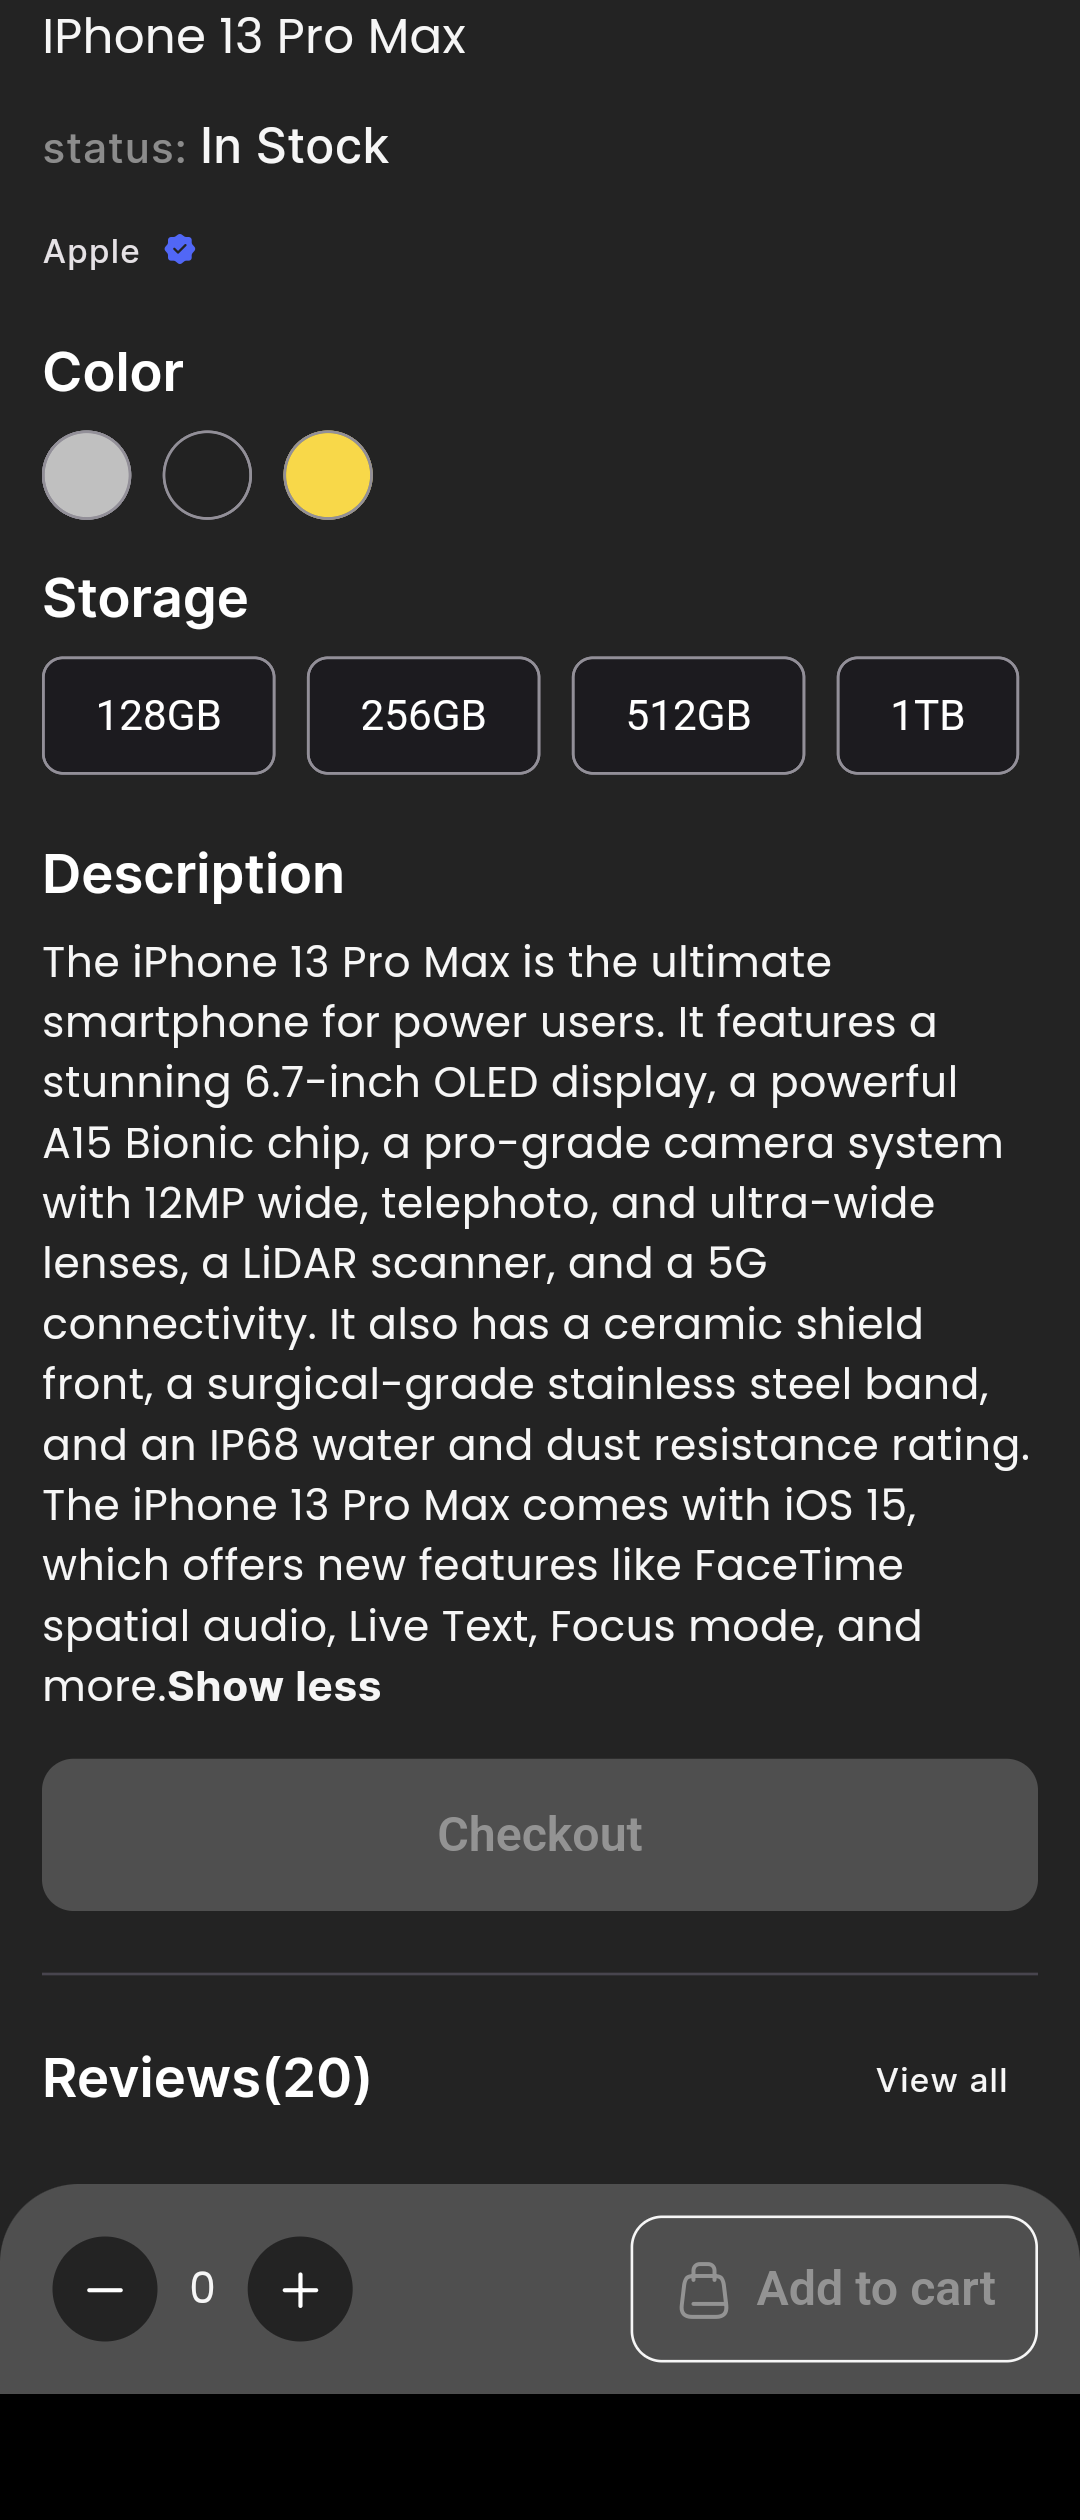 IPhone 13 Pro Max
status: In Stock
Apple
Color
Storage
128GB 256GB 512GB 1TB
Description
The iPhone 13 Pro Max is the ultimate
smartphone for power users. It features a
stunning 6.7-inch OLED display, a powerful
A15 Bionic chip, a pro-grade camera system
with 12MP wide, telephoto, and ultra-wide
lenses, a LiDAR scanner, and a 5G
connectivity. It also has a ceramic shield
front, a surgical-grade stainless steel band,
and an IP68 water and dust resistance rating.
The iPhone 13 Pro Max comes with iOS 15,
which offers new features like FaceTime
spatial audio, Live Text, Focus mode, and
more.Show less
Checkout
Reviews(20) View all
0 Add to cart